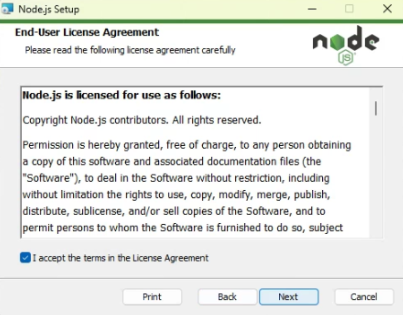 Node.js Setup
End-User License Agreement
Please read the following license agreement carefully
node
JS
Node.js is licensed for use as follows:
Copyright Node.js contributors. All rights reserved.
Permission is hereby granted, free of charge, to any person obtaining
a copy of this software and associated documentation files (the
"Software"), to deal in the Software without restriction, including
without limitation the rights to use, copy, modify, merge, publish,
distribute, sublicense, and/or sell copies of the Software, and to
permit persons to whom the Software is furnished to do so, subject
I accept the terms in the License Agreement
Print
Back
Next
Cancel